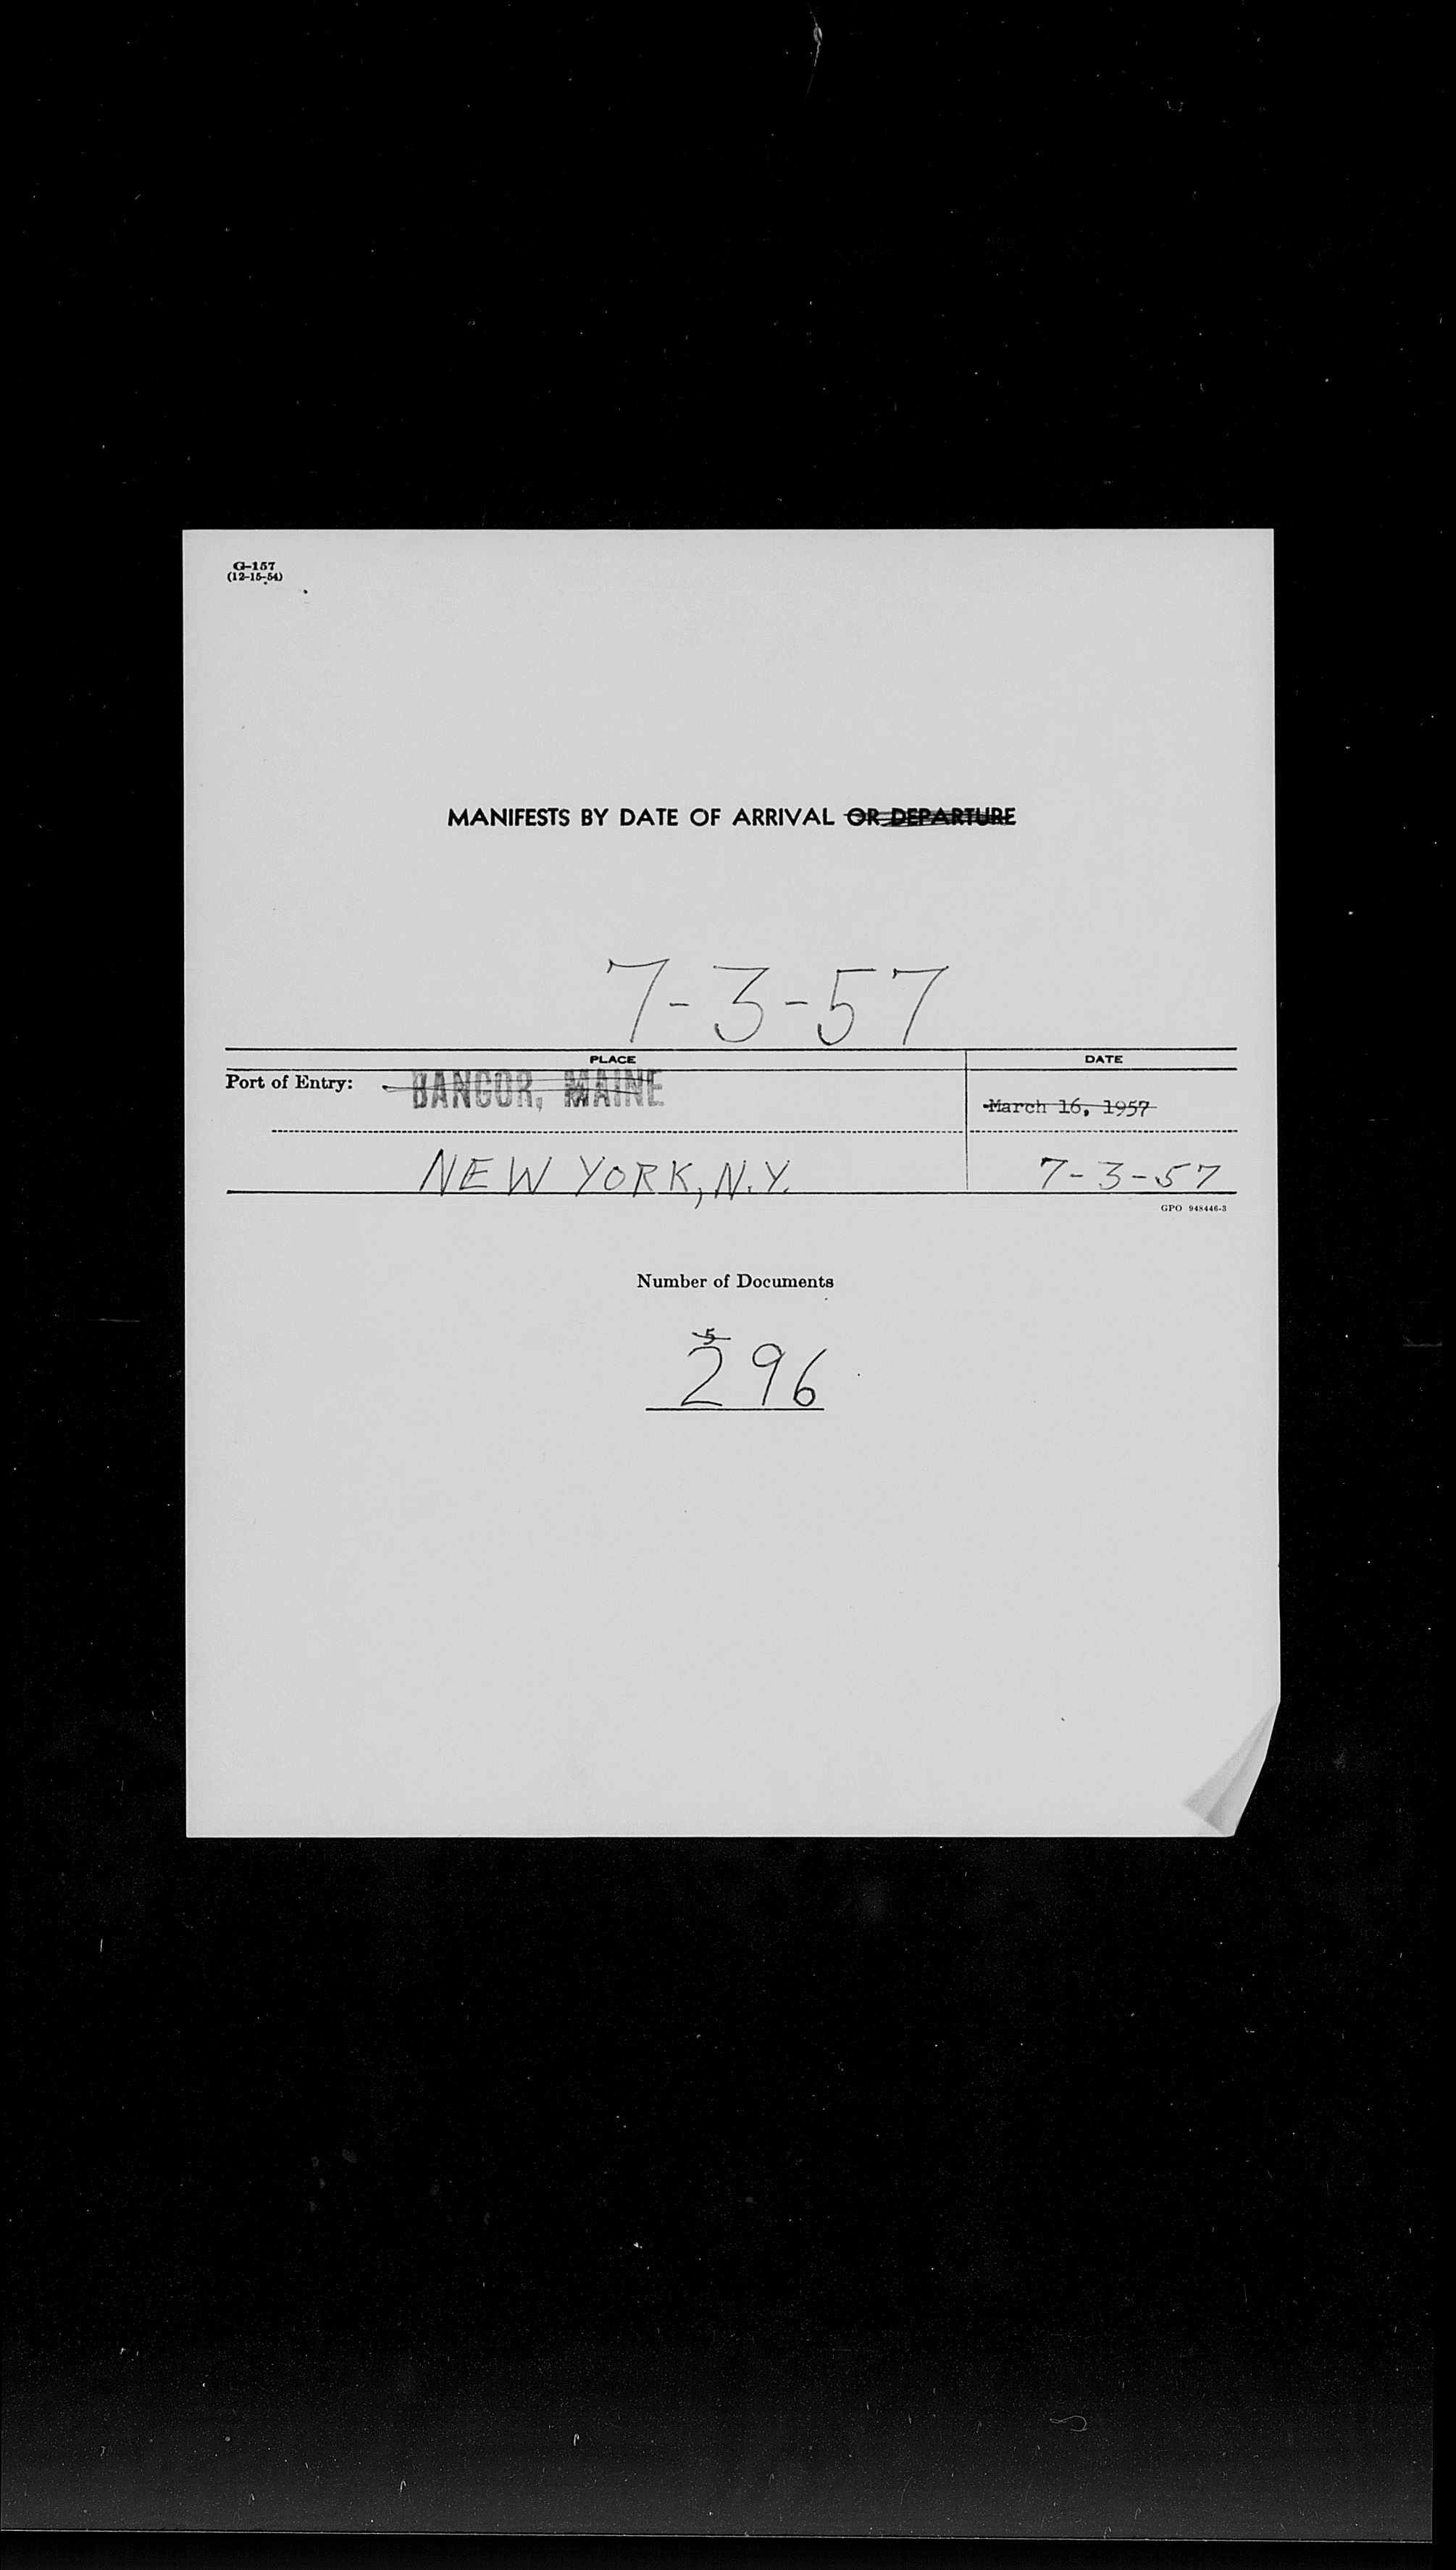 G-157
(12-15-54)
MANIFESTS BY DATE OF ARRIVAL OR DEPARTURE
7-3-57
PLACE DATE
Port of Entry: BANGOR, MAINE March 16, 1957
NEW YORK, N.Y. 7-3-57
GPO 948446-3
Number of Documents
5
296